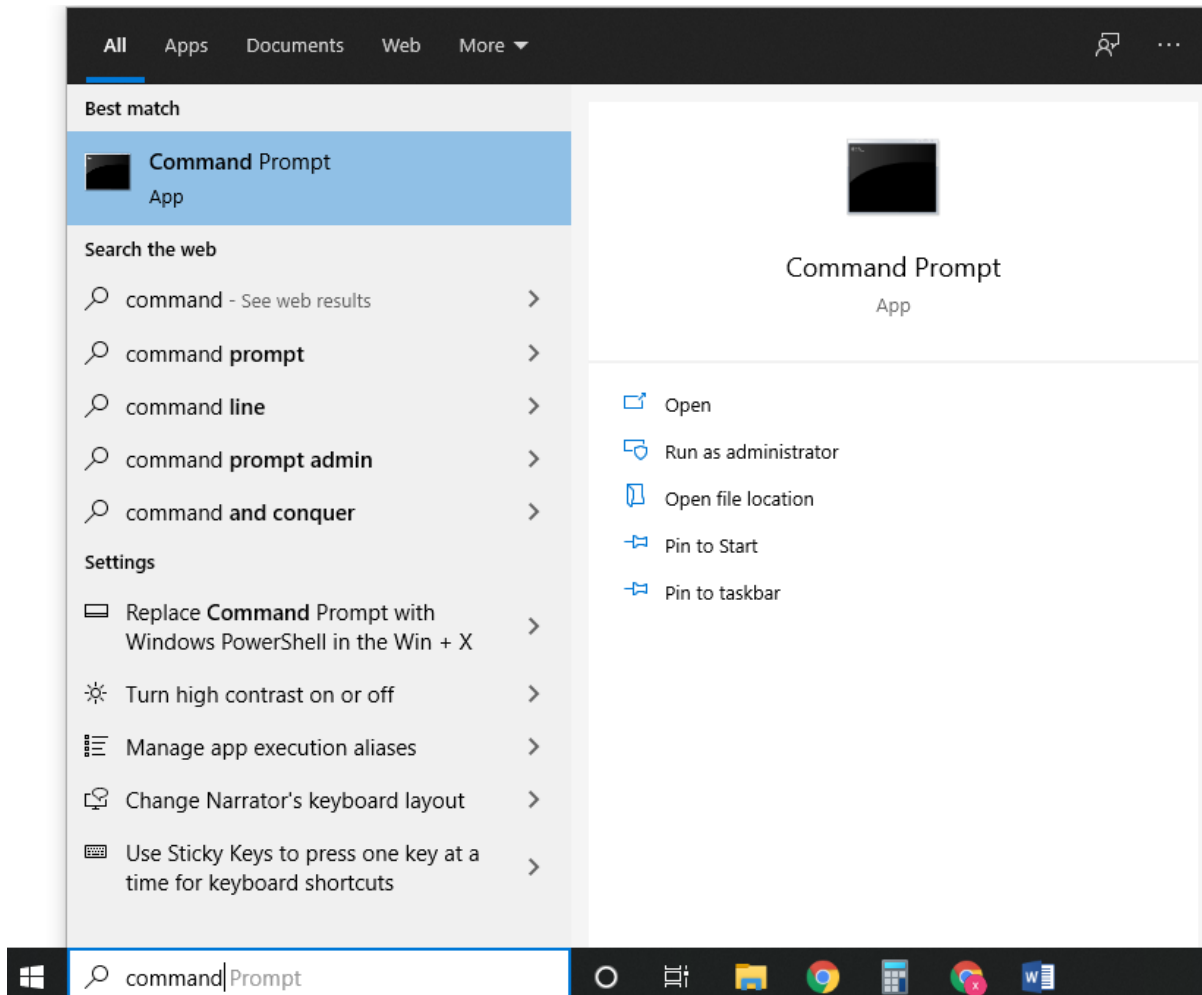 All Apps Documents Web More
Best match
Command Prompt
App
Search the web
command - See web results
command prompt
command line
command prompt admin
command and conquer
Settings
Replace Command Prompt with
Windows PowerShell in the Win + X
Turn high contrast on or off
Manage app execution aliases
Change Narrator's keyboard layout
Use Sticky Keys to press one key at a
time for keyboard shortcuts
Command Prompt
App
Open
Run as administrator
Open file location
Pin to Start
Pin to taskbar
command Prompt